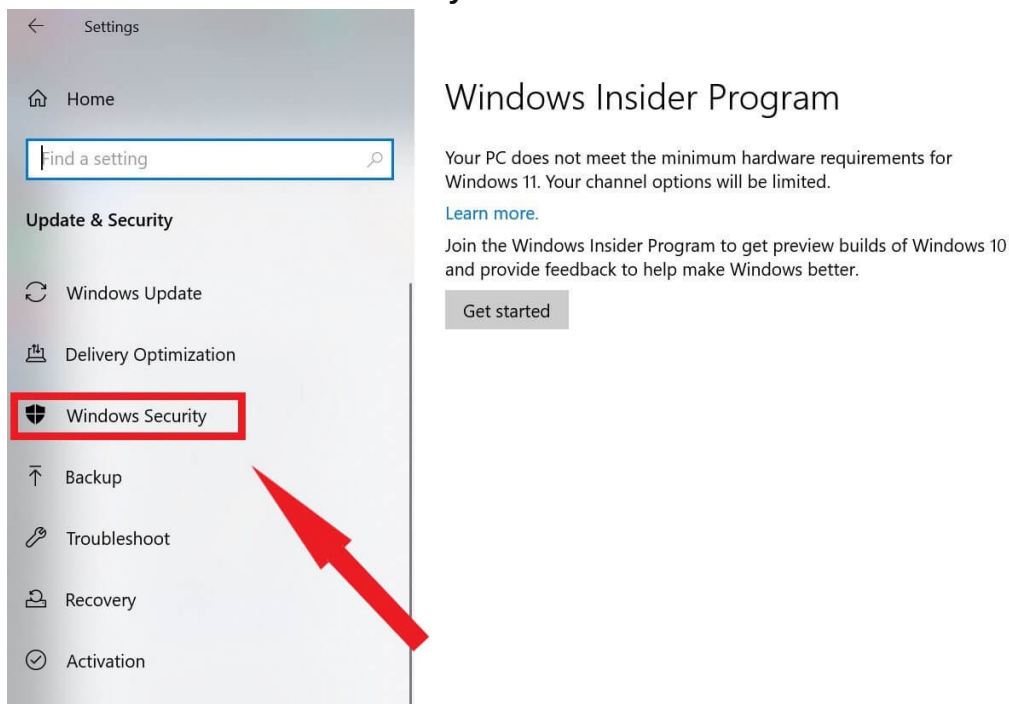 Settings
Home
Find a setting
Update & Security
Windows Update
Delivery Optimization
Windows Security
Backup
Troubleshoot
Recovery
Activation
Windows Insider Program
Your PC does not meet the minimum hardware requirements for
Windows 11. Your channel options will be limited.
Learn more.
Join the Windows Insider Program to get preview builds of Windows 10
and provide feedback to help make Windows better.
Get started